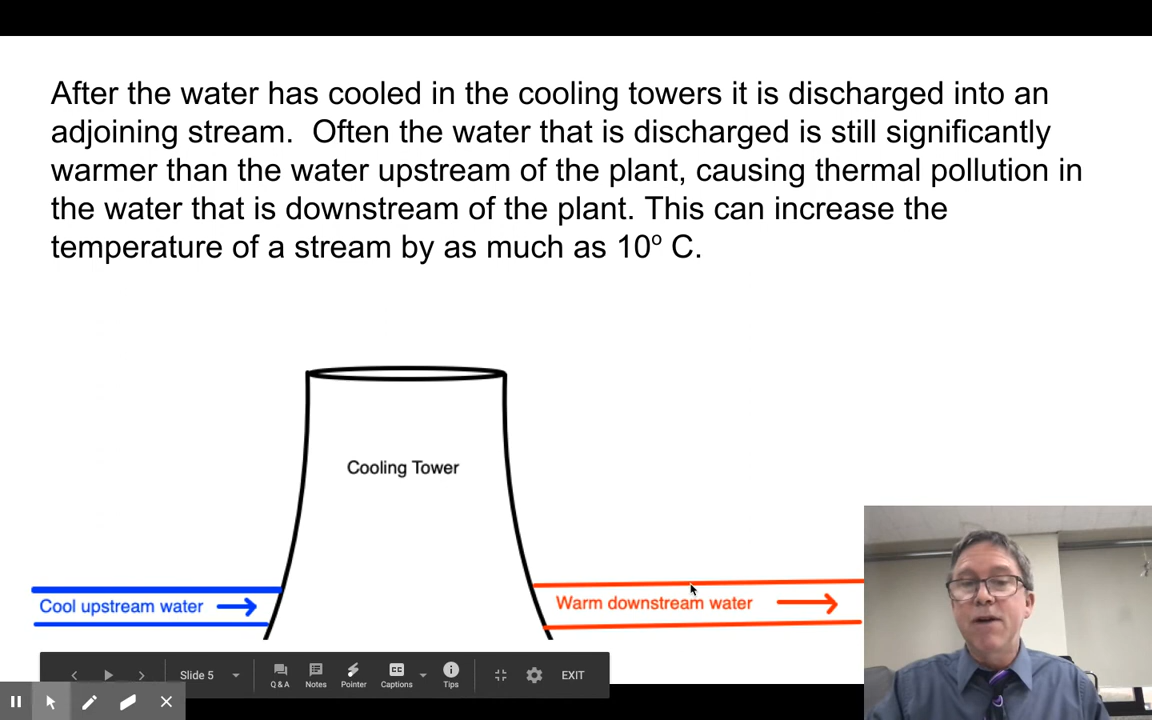 After the water has cooled in the cooling towers it is discharged into an
adjoining stream.  Often the water that is discharged is still significantly
warmer than the water upstream of the plant, causing thermal pollution in
the water that is downstream of the plant. This can increase the
temperature of a stream by as much as 10º C.
Cooling Tower
Cool upstream water
Warm downstream water
Slide 5
Q&A
Notes
Pointer
CC
Captions
Tips
EXIT